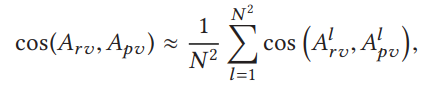 cos(A_{rv}, A_{pv}) ≈ \frac{1}{N^2} \sum_{l=1}^{N^2} cos (A^l_{rv}, A^l_{pv}),